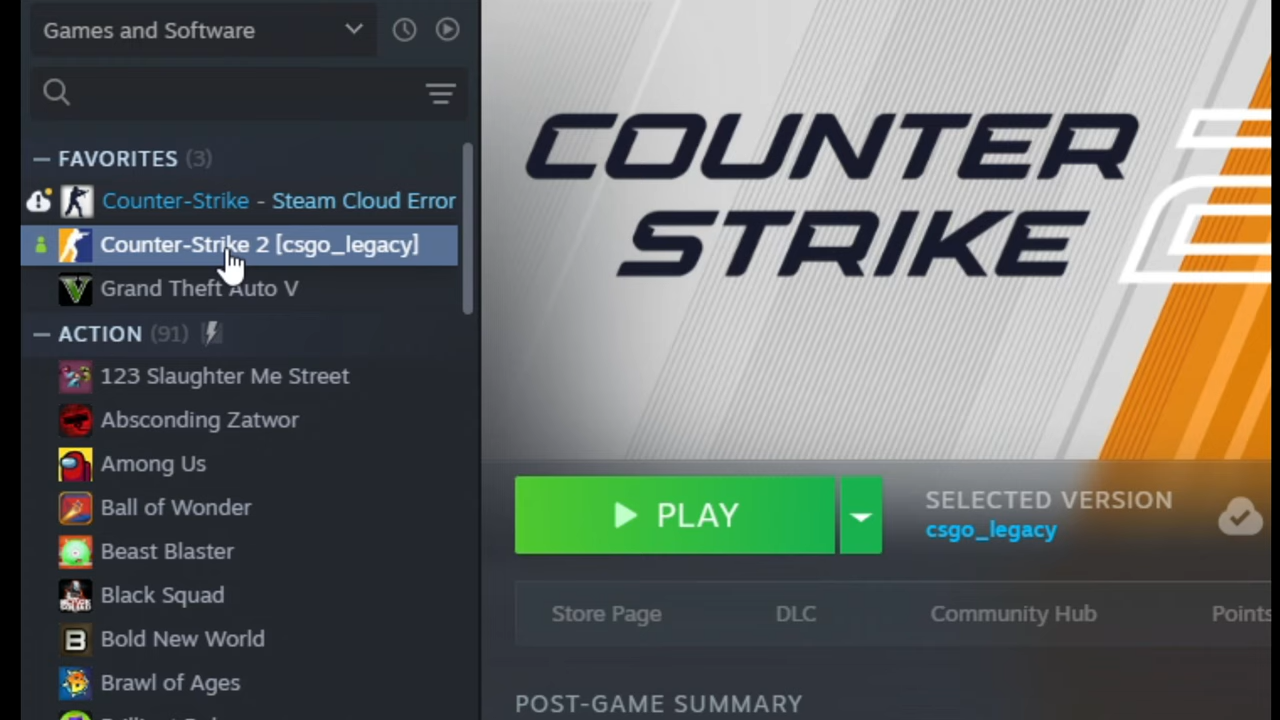 Games and Software
FAVORITES (3)
Counter-Strike - Steam Cloud Error
Counter-Strike 2 [csgo_legacy]
Grand Theft Auto V
ACTION (91)
123 Slaughter Me Street
Absconding Zatwor
Among Us
Ball of Wonder
Beast Blaster
Black Squad
Bold New World
Brawl of Ages
COUNTER
STRIKE
PLAY
SELECTED VERSION
csgo_legacy
Store Page
DLC
Community Hub
Points
POST-GAME SUMMARY